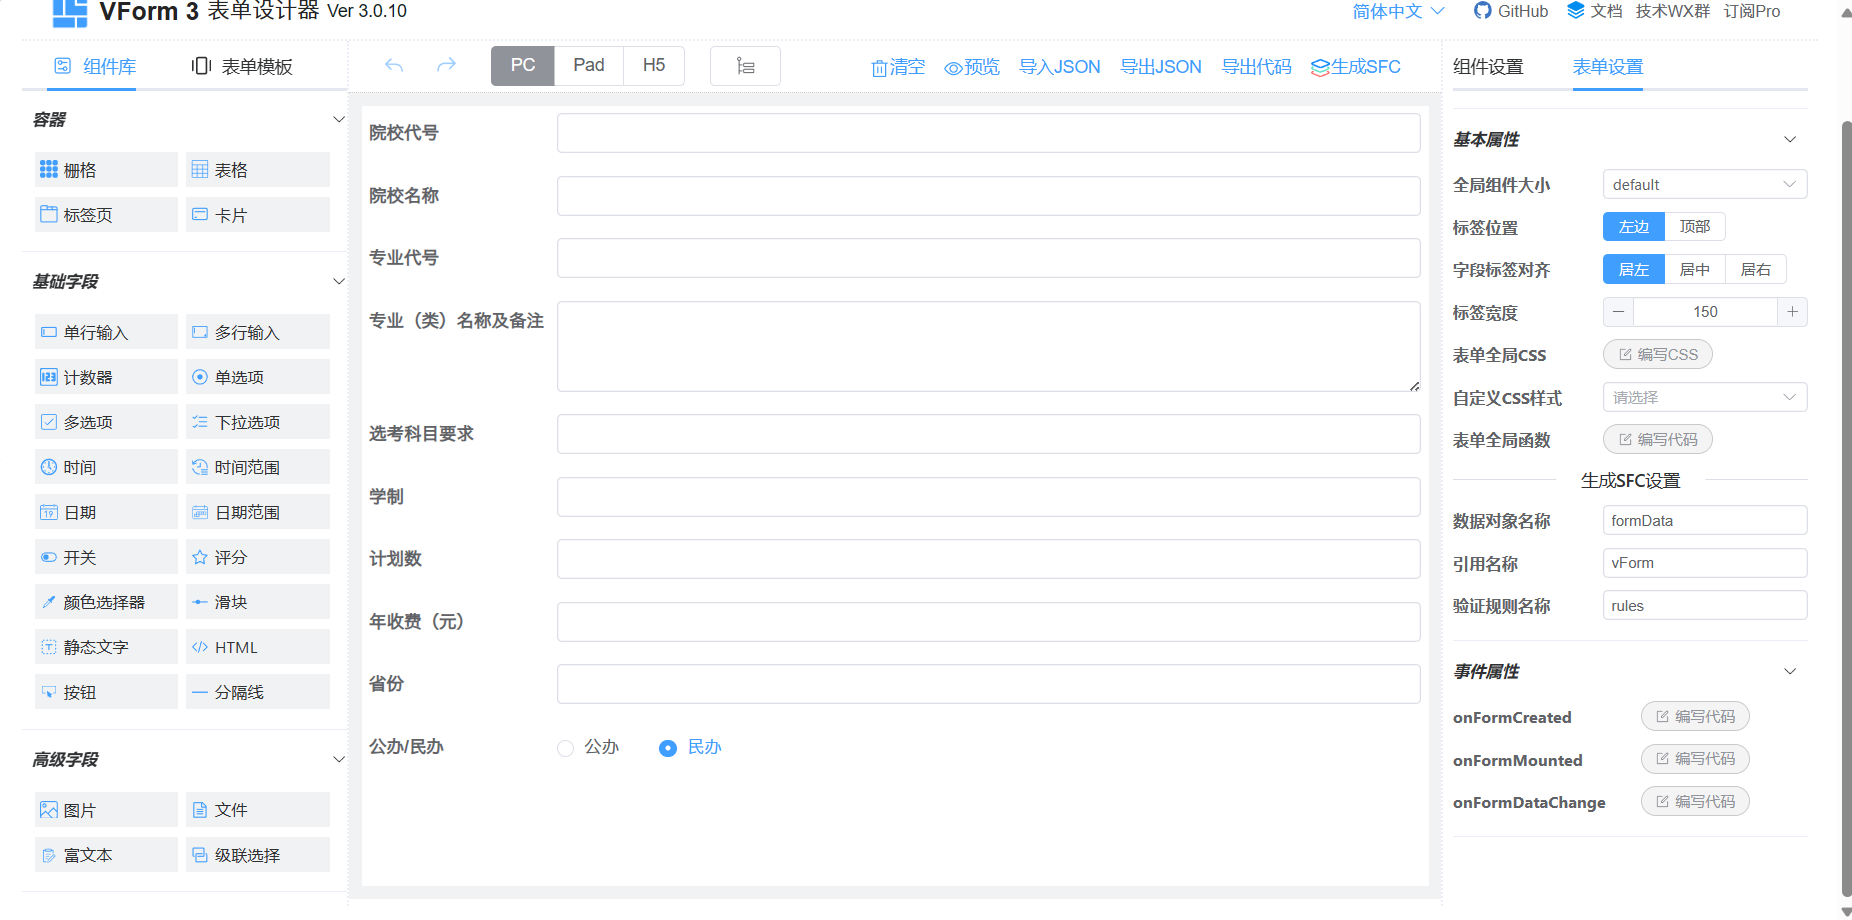 VForm 3 表单设计器 Ver 3.0.10
简体中文 GitHub 文档 技术WX群 订阅Pro
组件库 表单模板
PC Pad H5
清空 预览 导入JSON 导出JSON 导出代码 生成SFC
组件设置 表单设置
容器
栅格 表格
标签页 卡片
基础字段
单行输入 多行输入
计数器 单选项
多选项 下拉选项
时间 时间范围
日期 日期范围
开关 评分
颜色选择器 滑块
静态文字 HTML
按钮 分隔线
高级字段
图片 文件
富文本 级联选择
院校代号
院校名称
专业代号
专业（类）名称及备注
选考科目要求
学制
计划数
年收费（元）
省份
公办/民办 公办 民办
基本属性
全局组件大小 default
标签位置 左边 顶部
字段标签对齐 居左 居中 居右
标签宽度 150
表单全局CSS 编写CSS
自定义CSS样式 请选择
表单全局函数 编写代码
生成SFC设置
数据对象名称 formData
引用名称 vForm
验证规则名称 rules
事件属性
onFormCreated 编写代码
onFormMounted 编写代码
onFormDataChange 编写代码